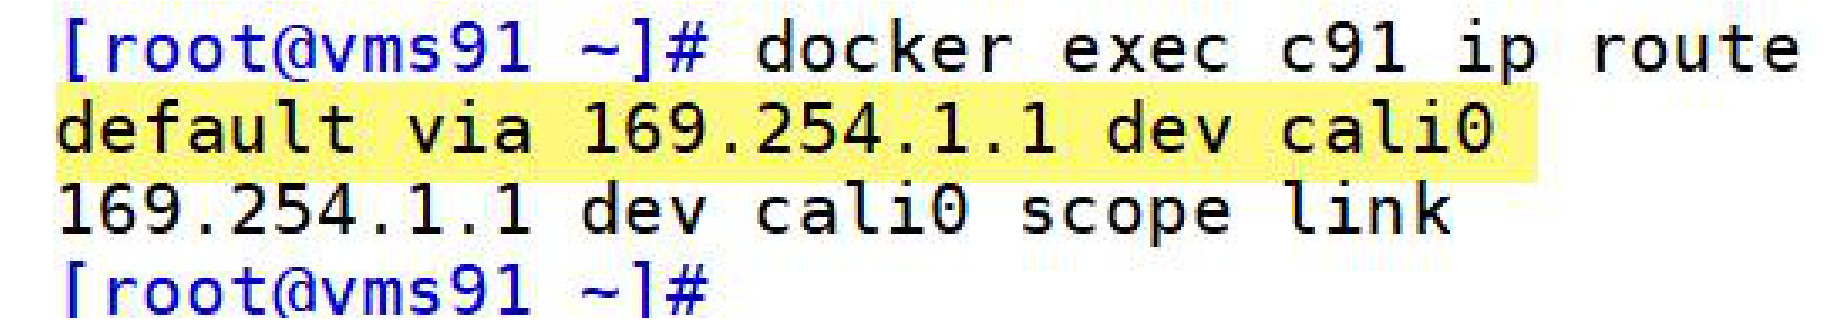 [root@vms91 ~]# docker exec c91 ip route
default via 169.254.1.1 dev cali0
169.254.1.1 dev cali0 scope link
[root@vms91 ~]#